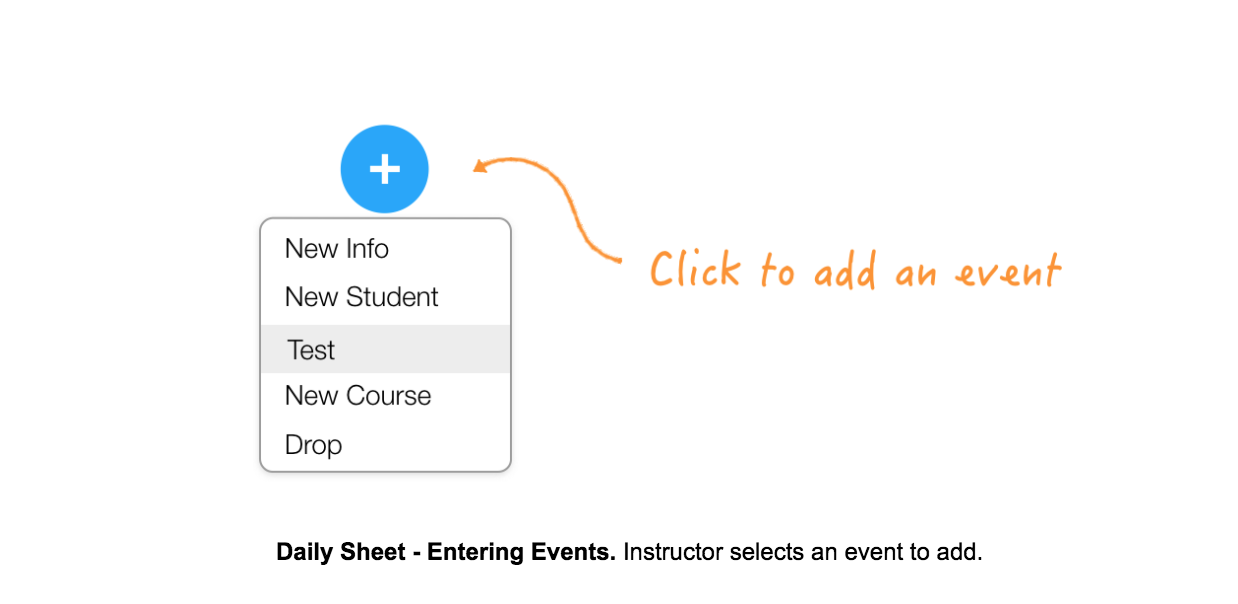 +
New Info
New Student
Click to add an event
Test
New Course
Drop
Daily Sheet - Entering Events. Instructor selects an event to add.